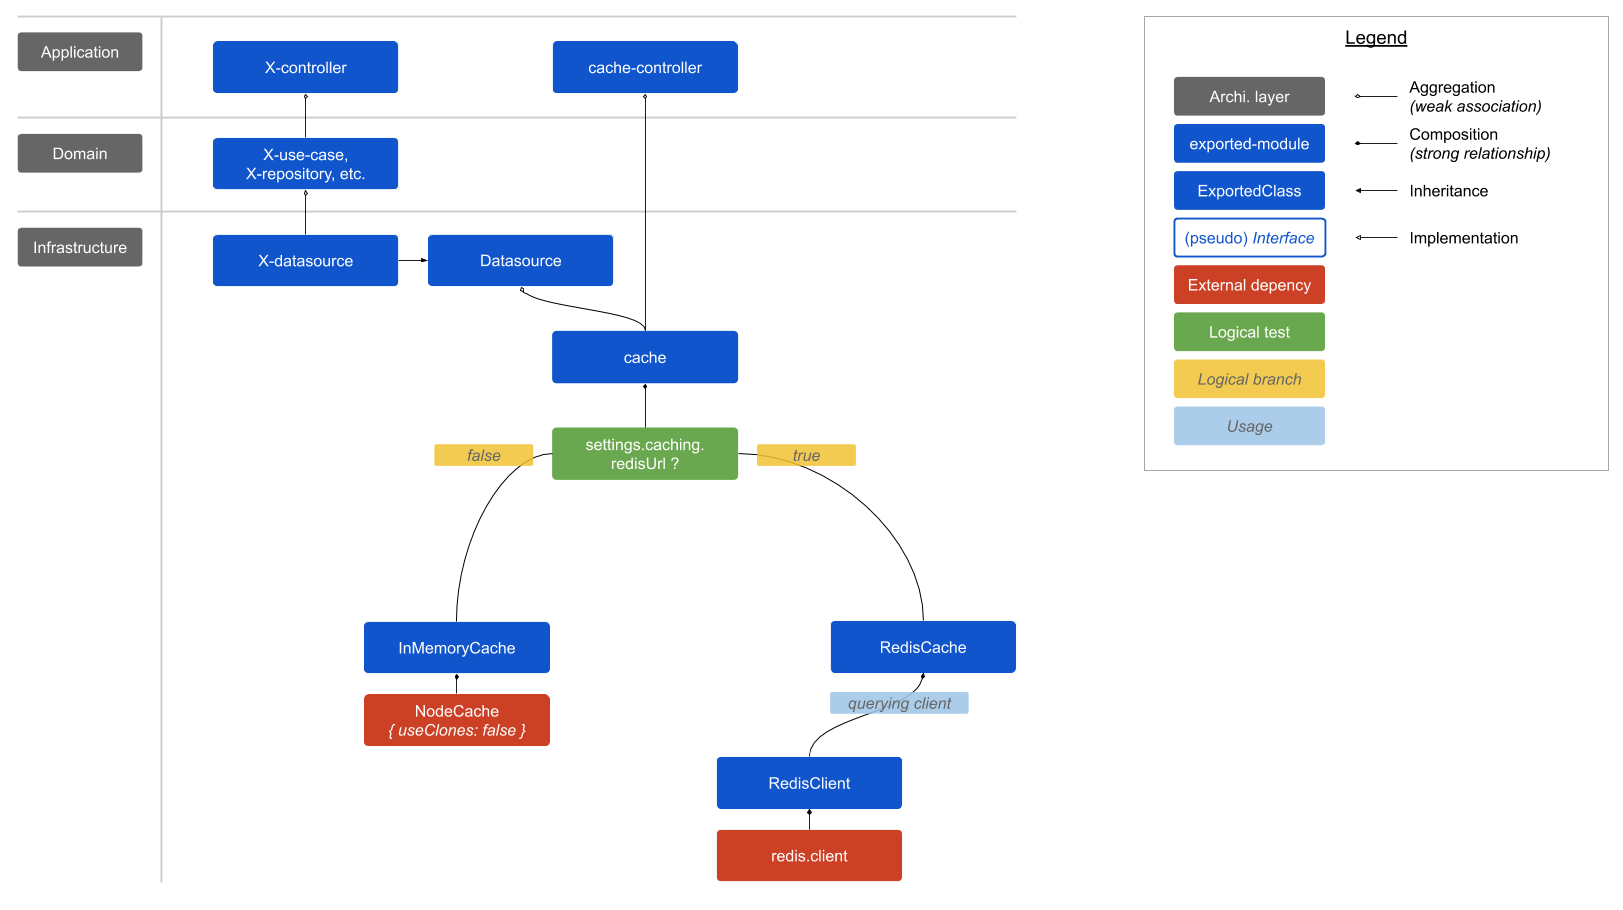 Application
X-controller
cache-controller
Domain
X-use-case,
X-repository, etc.
Infrastructure
X-datasource
Datasource
cache
settings.caching.
redisUrl ?
false
true
InMemoryCache
RedisCache
NodeCache
{ useClones: false }
querying client
RedisClient
redis.client
Legend
Archi. layer
Aggregation
(weak association)
exported-module
Composition
(strong relationship)
ExportedClass
Inheritance
(pseudo) Interface
Implementation
External depency
Logical test
Logical branch
Usage